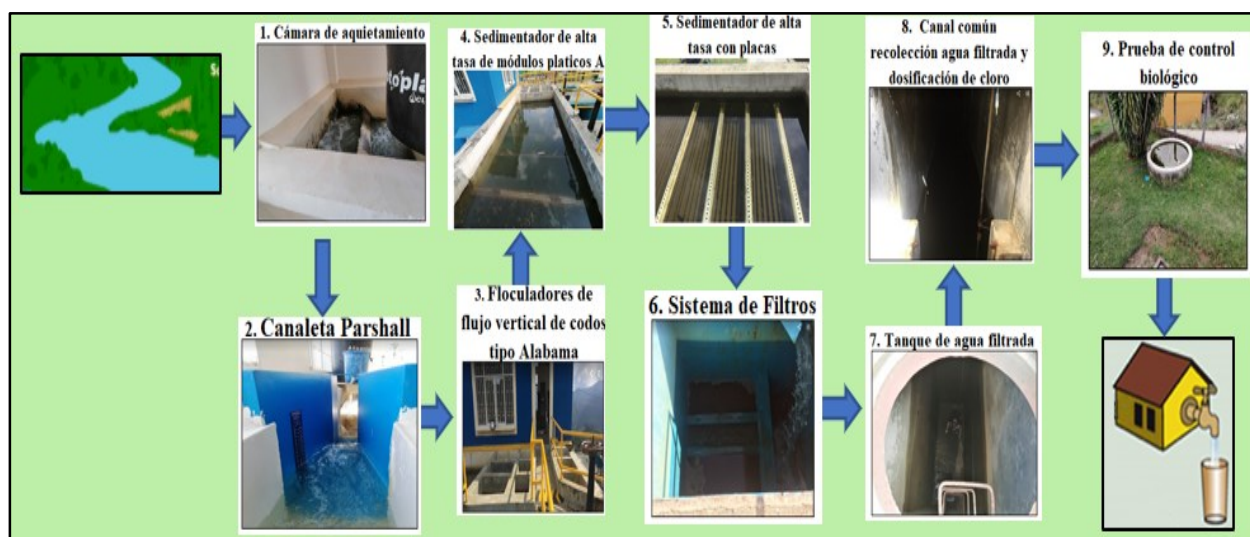 1. Cámara de aquietamiento
2. Canaleta Parshall
3. Floculadores de
flujo vertical de codos
tipo Alabama
4. Sedimentador de alta
tasa de módulos platicos A
5. Sedimentador de alta
tasa con placas
6. Sistema de Filtros
7. Tanque de agua filtrada
8. Canal común
recolección agua filtrada y
dosificación de cloro
9. Prueba de control
biológico